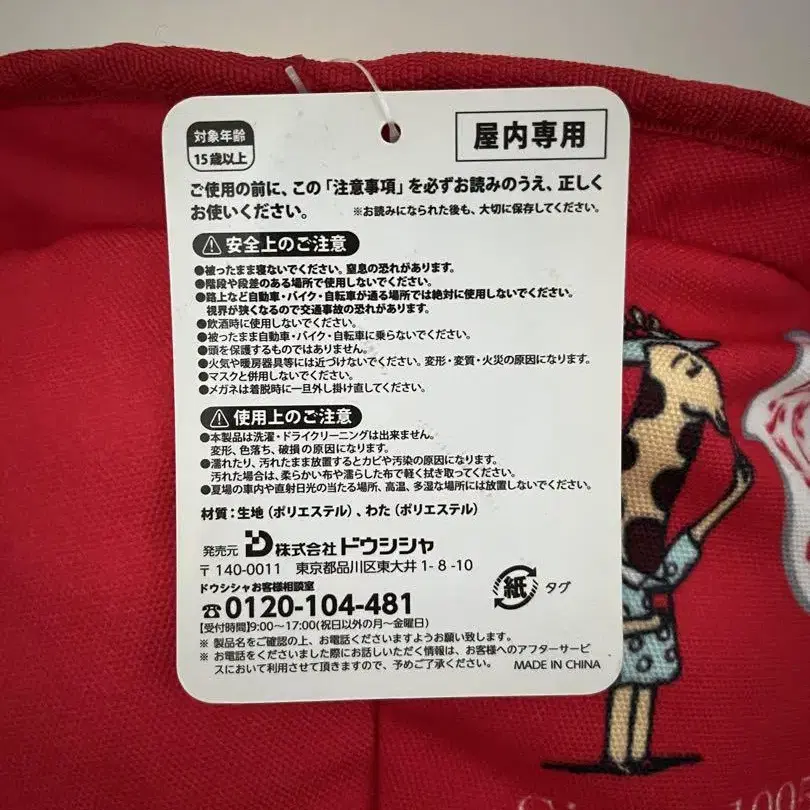 対象年齢
15歳以上
屋内専用
ご使用の前に、この「注意事項」を必ずお読みのうえ、正しく
お使いください。 ※お読みになられた後も、大切に保存してください。
安全上のご注意
●被ったまま寝ないでください。窒息の恐れがあります。
●階段や段差のある場所で使用しないでください。
●路上など自動車・バイク・自転車が通る場所では絶対に使用しないでください。
視界が狭くなるので交通事故の恐れがあります。
●飲酒時に使用しないでください。
●被ったまま自動車・バイク・自転車に乗らないでください。
●頭を保護するものではありません。
●火気や暖房器具等には近づけないでください。変形・変質・火災の原因になります。
●マスクと併用しないでください。
●メガネは着脱時に一旦外し掛け直してください。
使用上のご注意
●本製品は洗濯・ドライクリーニングは出来ません。
変形、色落ち、破損の原因になります。
●濡れたり、汚れたまま放置するとカビや汚染の原因になります。
汚れた場合は、柔らかい布や濡らした布で軽く拭き取ってください。
●夏場の車内や直射日光の当たる場所、高温、多湿な場所には放置しないでください。
材質：生地（ポリエステル）、わた（ポリエステル）
発売元 株式会社ドウシシャ
〒140-0011 東京都品川区東大井1-8-10
ドウシシャお客様相談室
☎0120-104-481
【受付時間】9:00～17:00(祝日以外の月～金曜日)
※ 製品名をご確認の上、お電話くださいますようお願い致します。
※ お電話をくださいました際にお話しいただく情報は、お客様へのアフターサービ
スにおいて利用させて頂きますので、予めご了承ください。
紙 タグ
MADE IN CHINA